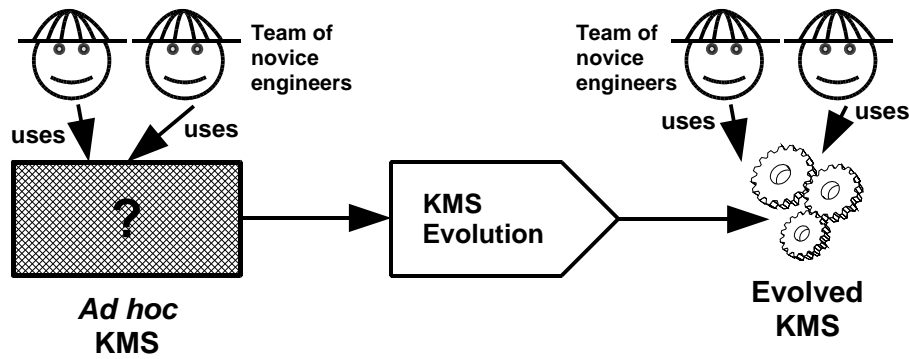 Team of
novice
engineers
uses
uses
?
Ad hoc
KMS
KMS
Evolution
Team of
novice
engineers
uses
uses
Evolved
KMS